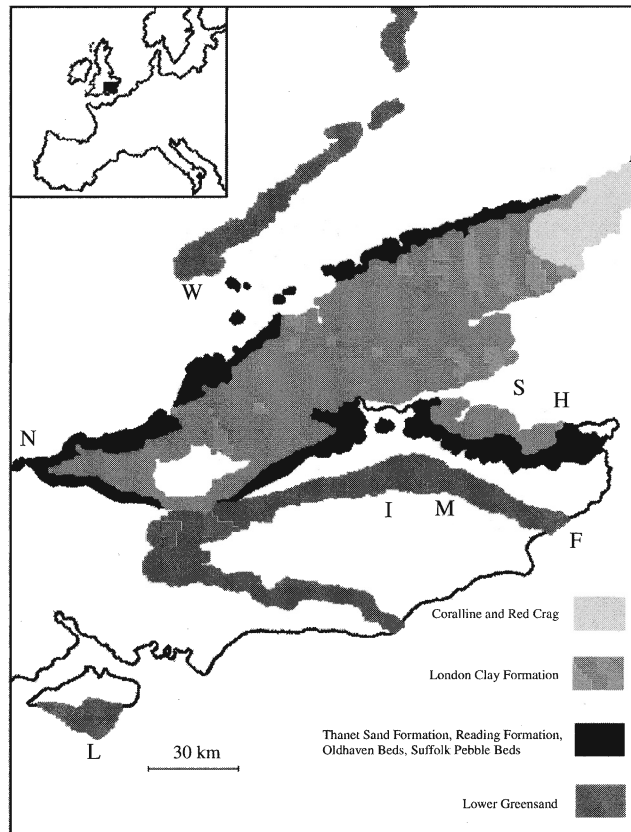 W
N
S
H
I
M
F
Coralline and Red Crag
London Clay Formation
Thanet Sand Formation, Reading Formation,
Oldhaven Beds, Suffolk Pebble Beds
L
30 km
Lower Greensand